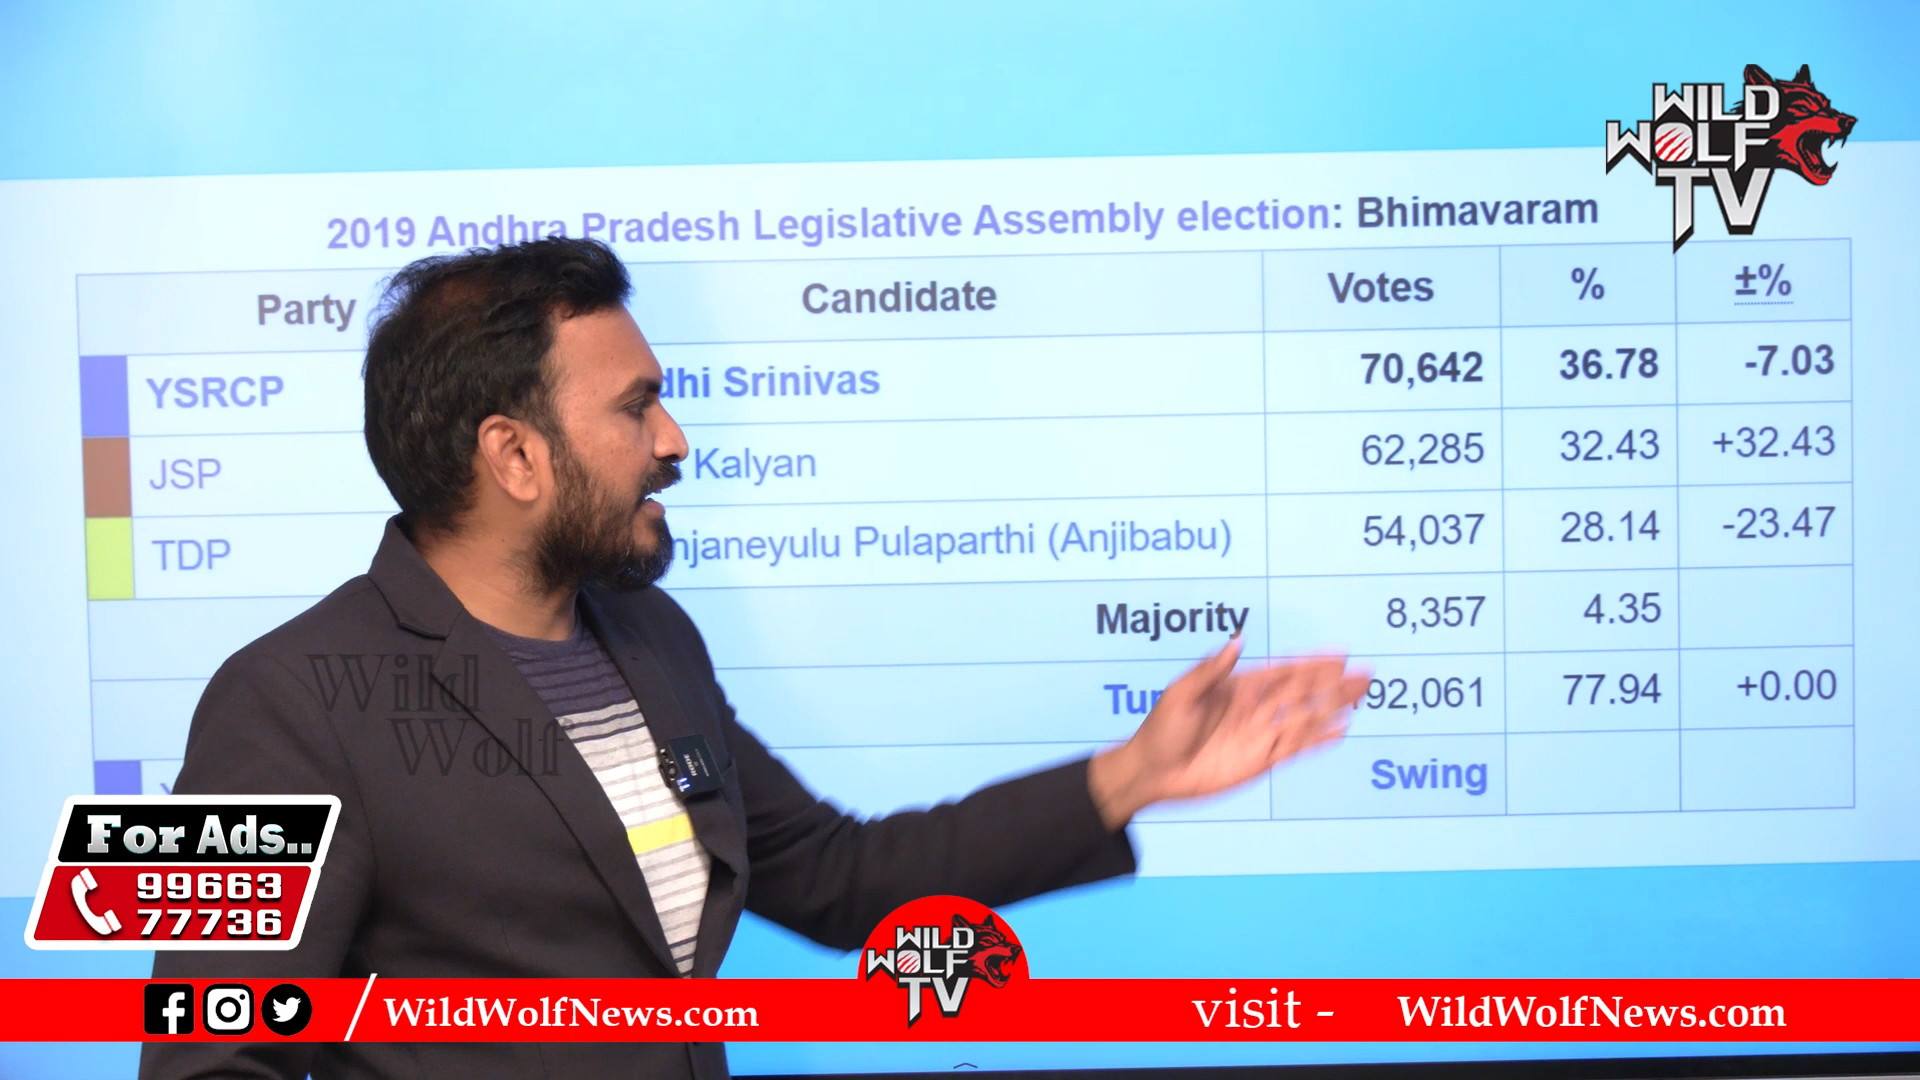 WILD
WOLF
TV
2019 Andhra Pradesh Legislative Assembly election: Bhimavaram
Party Candidate Votes % ±%
YSRCP dhi Srinivas 70,642 36.78 -7.03
JSP Kalyan 62,285 32.43 +32.43
TDP njaneyulu Pulaparthi (Anjibabu) 54,037 28.14 -23.47
Majority 8,357 4.35
Tur 92,061 77.94 +0.00
Swing
Wild
Wolf
RODE
For Ads..
99663
77736
WILD
WOLF
TV
WildWolfNews.com
visit - WildWolfNews.com